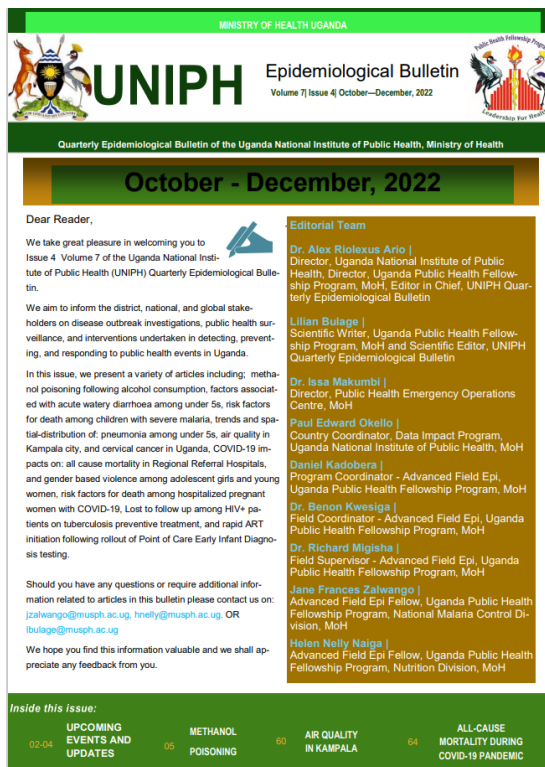 MINISTRY OF HEALTH UGANDA
UNIPH
Epidemiological Bulletin
Volume 7| Issue 4| October—December, 2022
Public Health Fellowship Program
Leadership For Health
Quarterly Epidemiological Bulletin of the Uganda National Institute of Public Health, Ministry of Health
October - December, 2022
Dear Reader,
We take great pleasure in welcoming you to
Issue 4  Volume 7 of the Uganda National Insti-
tute of Public Health (UNIPH) Quarterly Epidemiological Bulle-
tin.
We aim to inform the district, national, and global stake-
holders on disease outbreak investigations, public health sur-
veillance, and interventions undertaken in detecting, prevent-
ing, and responding to public health events in Uganda.
In this issue, we present a variety of articles including;  metha-
nol poisoning following alcohol consumption, factors associat-
ed with acute watery diarrhoea among under 5s, risk factors
for death among children with severe malaria, trends and spa-
tial-distribution of: pneumonia among under 5s, air quality in
Kampala city, and cervical cancer in Uganda, COVID-19 im-
pacts on: all cause mortality in Regional Referral Hospitals,
and gender based violence among adolescent girls and young
women, risk factors for death among hospitalized pregnant
women with COVID-19, Lost to follow up among HIV+ pa-
tients on tuberculosis preventive treatment, and rapid ART
initiation following rollout of Point of Care Early Infant Diagno-
sis testing.
Should you have any questions or require additional infor-
mation related to articles in this bulletin please contact us on:
jzalwango@musph.ac.ug, hnelly@musph.ac.ug. OR
lbulage@musph.ac.ug
We hope you find this information valuable and we shall ap-
preciate any feedback from you.
Editorial Team
Dr. Alex Riolexus Ario |
Director, Uganda National Institute of Public
Health, Director, Uganda Public Health Fellow-
ship Program, MoH, Editor in Chief, UNIPH Quar-
terly Epidemiological Bulletin
Lilian Bulage |
Scientific Writer, Uganda Public Health Fellow-
ship Program, MoH and Scientific Editor, UNIPH
Quarterly Epidemiological Bulletin
Dr. Issa Makumbi |
Director, Public Health Emergency Operations
Centre, MoH
Paul Edward Okello |
Country Coordinator, Data Impact Program,
Uganda National Institute of Public Health, MoH
Daniel Kadobera |
Program Coordinator - Advanced Field Epi,
Uganda Public Health Fellowship Program, MoH
Dr. Benon Kwesiga |
Field Coordinator - Advanced Field Epi, Uganda
Public Health Fellowship Program, MoH
Dr. Richard Migisha |
Field Supervisor - Advanced Field Epi, Uganda
Public Health Fellowship Program, MoH
Jane Frances Zalwango |
Advanced Field Epi Fellow, Uganda Public Health
Fellowship Program, National Malaria Control Di-
vision, MoH
Helen Nelly Naiga |
Advanced Field Epi Fellow, Uganda Public Health
Fellowship Program, Nutrition Division, MoH
Inside this issue:
02-04
UPCOMING
EVENTS AND
UPDATES
05
METHANOL
POISONING
60
AIR QUALITY
IN KAMPALA
64
ALL-CAUSE
MORTALITY DURING
COVID-19 PANDEMIC